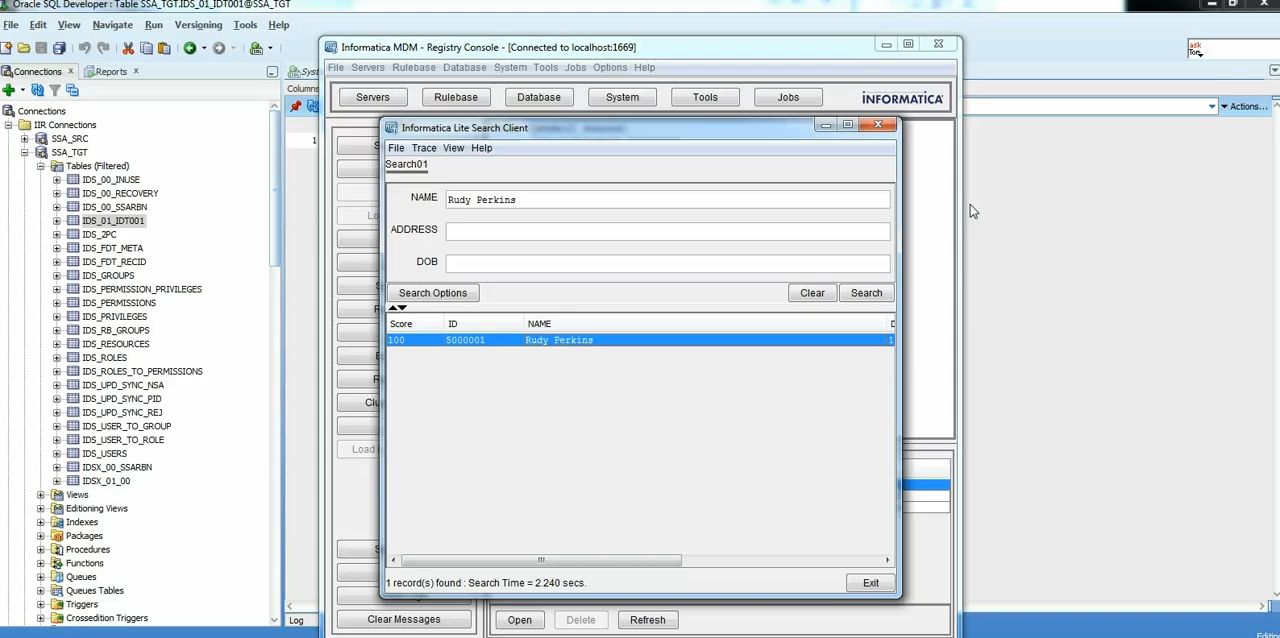 Oracle SQL Developer : Table SSA_TGT.IDS_01_IDT001@SSA_TGT
File Edit View Navigate Run Versioning Tools Help
Connections x Reports x
Connections
IIR Connections
SSA_SRC
SSA_TGT
Tables (Filtered)
IDS_00_INUSE
IDS_00_RECOVERY
IDS_00_SSARBN
IDS_01_IDT001
IDS_2PC
IDS_FDT_META
IDS_FDT_RECID
IDS_GROUPS
IDS_PERMISSION_PRIVILEGES
IDS_PERMISSIONS
IDS_PRIVILEGES
IDS_RB_GROUPS
IDS_RESOURCES
IDS_ROLES
IDS_ROLES_TO_PERMISSIONS
IDS_UPD_SYNC_NSA
IDS_UPD_SYNC_PID
IDS_UPD_SYNC_REJ
IDS_USER_TO_GROUP
IDS_USER_TO_ROLE
IDS_USERS
IDSX_00_SSARBN
IDSX_01_00
Views
Editioning Views
Indexes
Packages
Procedures
Functions
Queues
Queues Tables
Triggers
Crossedition Triggers
Columns
1
Log
Actions...
Informatica MDM - Registry Console - [Connected to localhost:1669]
File Servers Rulebase Database System Tools Jobs Options Help
Servers Rulebase Database System Tools Jobs INFORMATICA
Informatica Lite Search Client
File Trace View Help
Search01
NAME Rudy Perkins
ADDRESS
DOB
Search Options Clear Search
Score ID NAME
100 5000001 Rudy Perkins 1
1 record(s) found : Search Time = 2.240 secs.
Exit
Clear Messages Open Delete Refresh